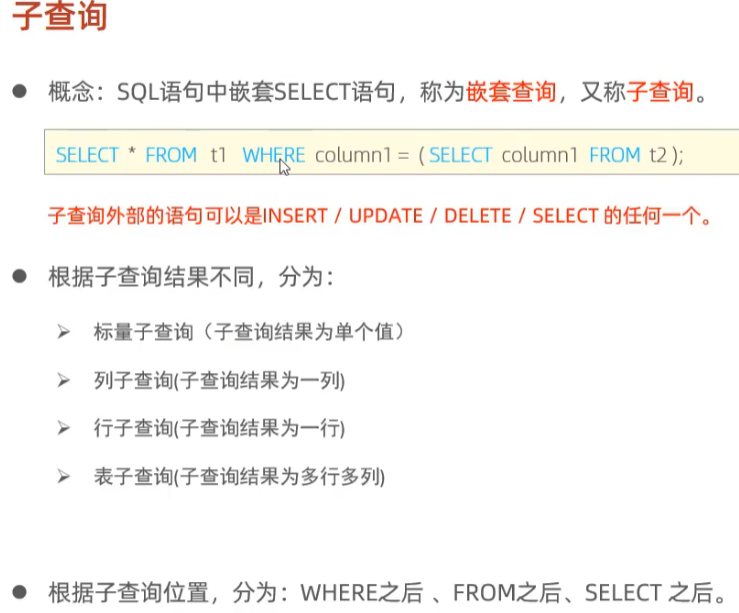 子查询
● 概念：SQL语句中嵌套SELECT语句，称为嵌套查询，又称子查询。
SELECT * FROM t1 WHERE column1 = ( SELECT column1 FROM t2 );
子查询外部的语句可以是INSERT / UPDATE / DELETE / SELECT 的任何一个。
● 根据子查询结果不同，分为：
➢ 标量子查询（子查询结果为单个值）
➢ 列子查询(子查询结果为一列)
➢ 行子查询(子查询结果为一行)
➢ 表子查询(子查询结果为多行多列)
● 根据子查询位置，分为：WHERE之后 、FROM之后、SELECT 之后。